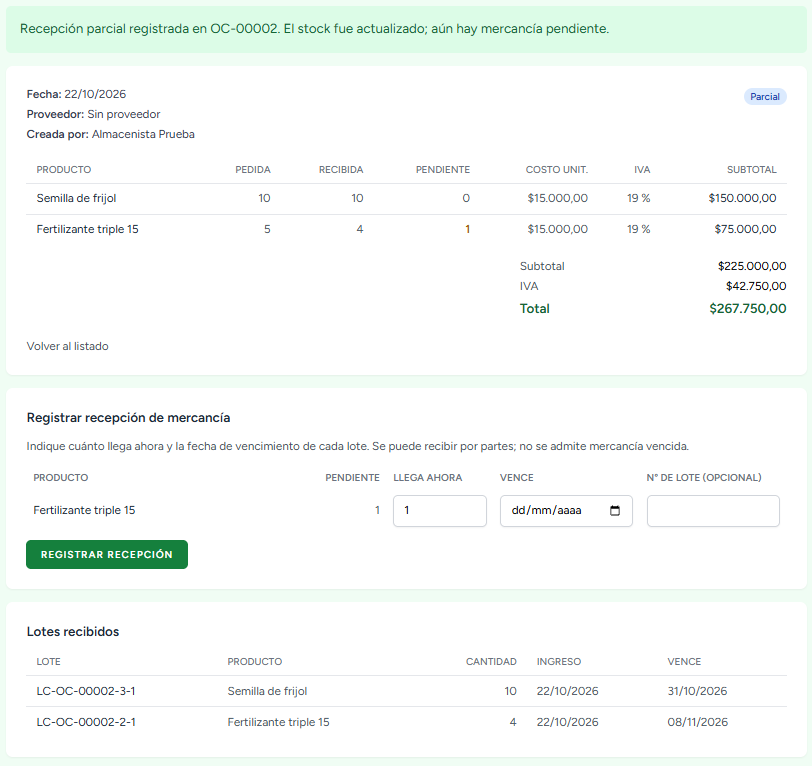 Recepción parcial registrada en OC-00002. El stock fue actualizado; aún hay mercancía pendiente.
Fecha: 22/10/2026
Parcial
Proveedor: Sin proveedor
Creada por: Almacenista Prueba
PRODUCTO PEDIDA RECIBIDA PENDIENTE COSTO UNIT. IVA SUBTOTAL
Semilla de frijol 10 10 0 $15.000,00 19 % $150.000,00
Fertilizante triple 15 5 4 1 $15.000,00 19 % $75.000,00
Subtotal $225.000,00
IVA $42.750,00
Total $267.750,00
Volver al listado
Registrar recepción de mercancía
Indique cuánto llega ahora y la fecha de vencimiento de cada lote. Se puede recibir por partes; no se admite mercancía vencida.
PRODUCTO PENDIENTE LLEGA AHORA VENCE N° DE LOTE (OPCIONAL)
Fertilizante triple 15 1 1 dd/mm/aaaa
REGISTRAR RECEPCIÓN
Lotes recibidos
LOTE PRODUCTO CANTIDAD INGRESO VENCE
LC-OC-00002-3-1 Semilla de frijol 10 22/10/2026 31/10/2026
LC-OC-00002-2-1 Fertilizante triple 15 4 22/10/2026 08/11/2026